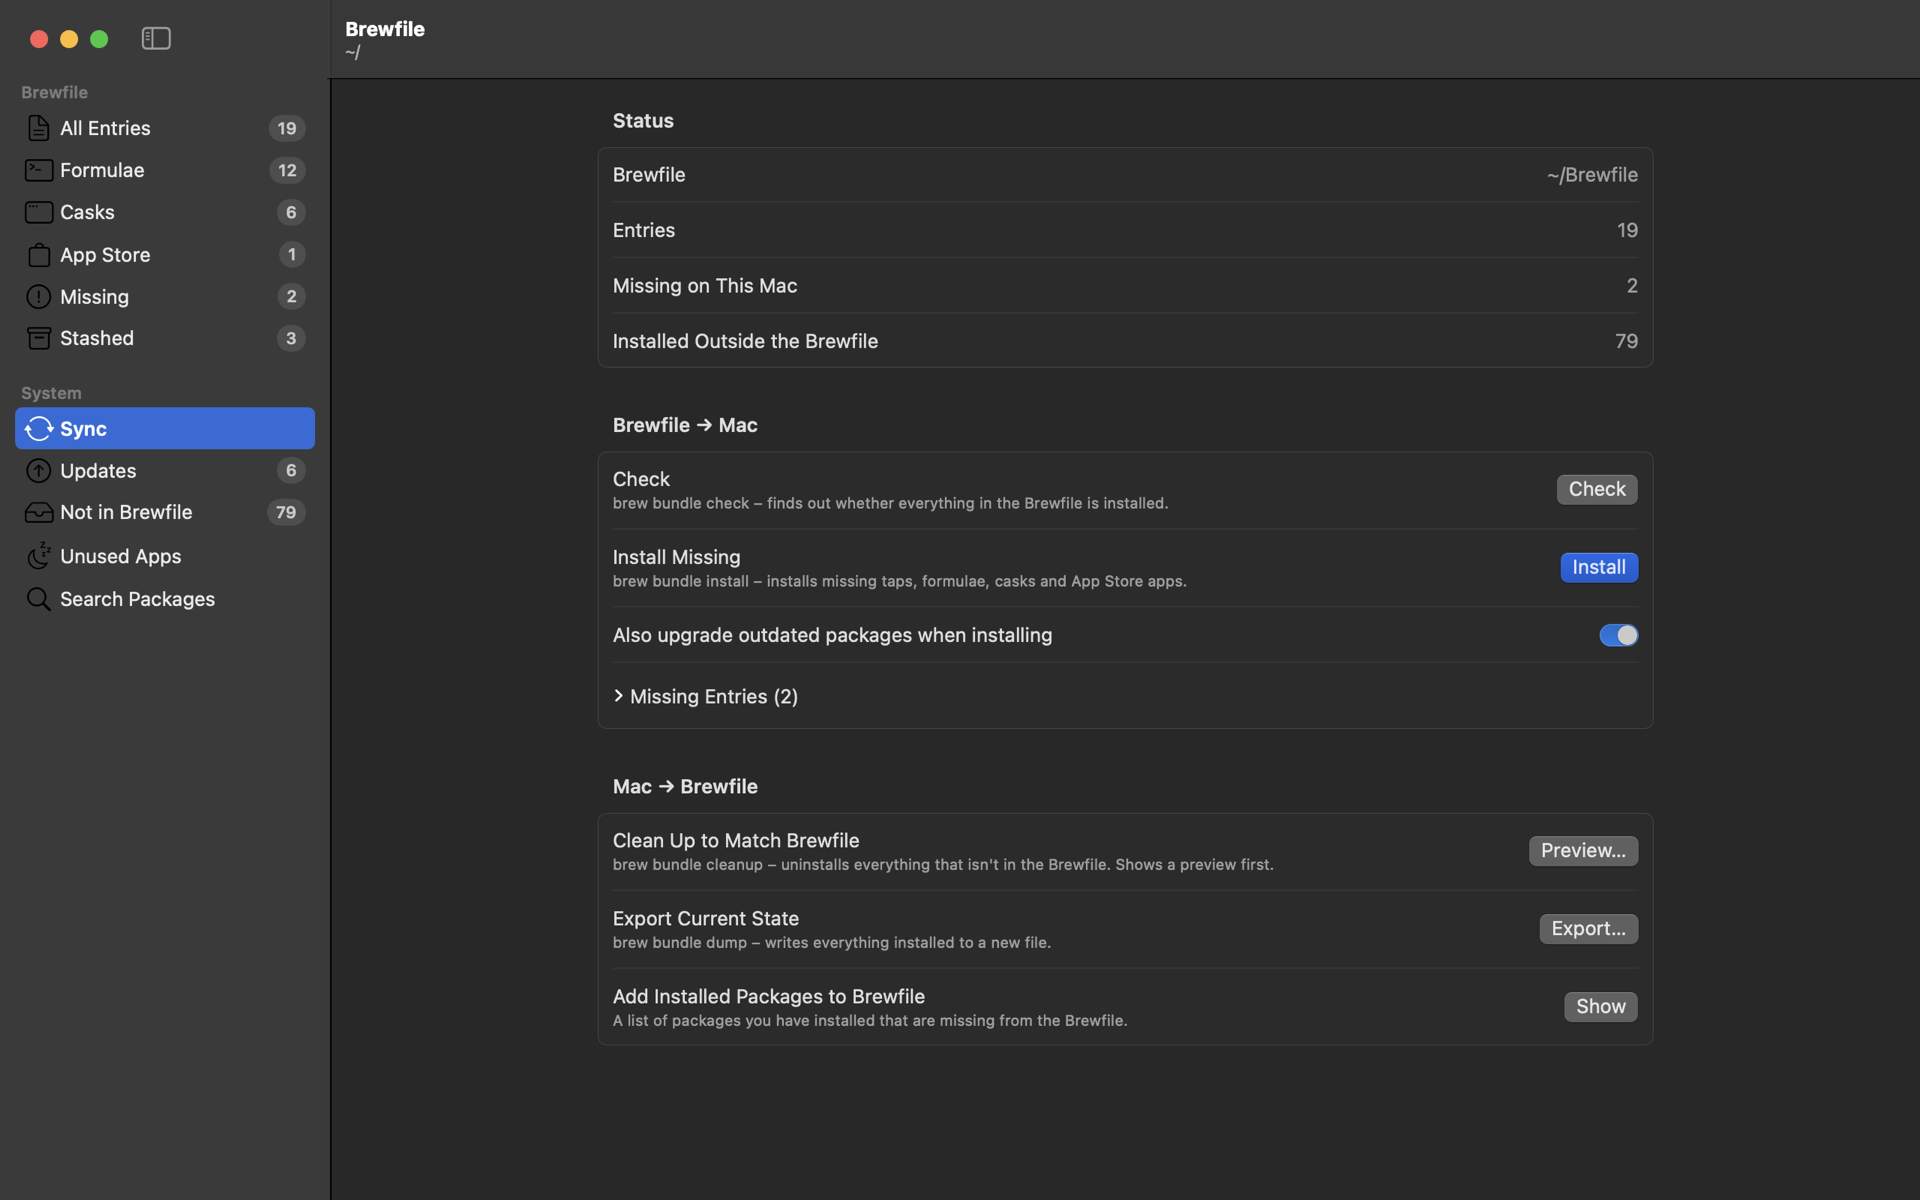 Brewfile
~/
Brewfile
All Entries 19
Formulae 12
Casks 6
App Store 1
Missing 2
Stashed 3
System
Sync
Updates 6
Not in Brewfile 79
Unused Apps
Search Packages
Status
Brewfile ~/Brewfile
Entries 19
Missing on This Mac 2
Installed Outside the Brewfile 79
Brewfile → Mac
Check
brew bundle check – finds out whether everything in the Brewfile is installed.
Check
Install Missing
brew bundle install – installs missing taps, formulae, casks and App Store apps.
Install
Also upgrade outdated packages when installing
Missing Entries (2)
Mac → Brewfile
Clean Up to Match Brewfile
brew bundle cleanup – uninstalls everything that isn't in the Brewfile. Shows a preview first.
Preview...
Export Current State
brew bundle dump – writes everything installed to a new file.
Export...
Add Installed Packages to Brewfile
A list of packages you have installed that are missing from the Brewfile.
Show